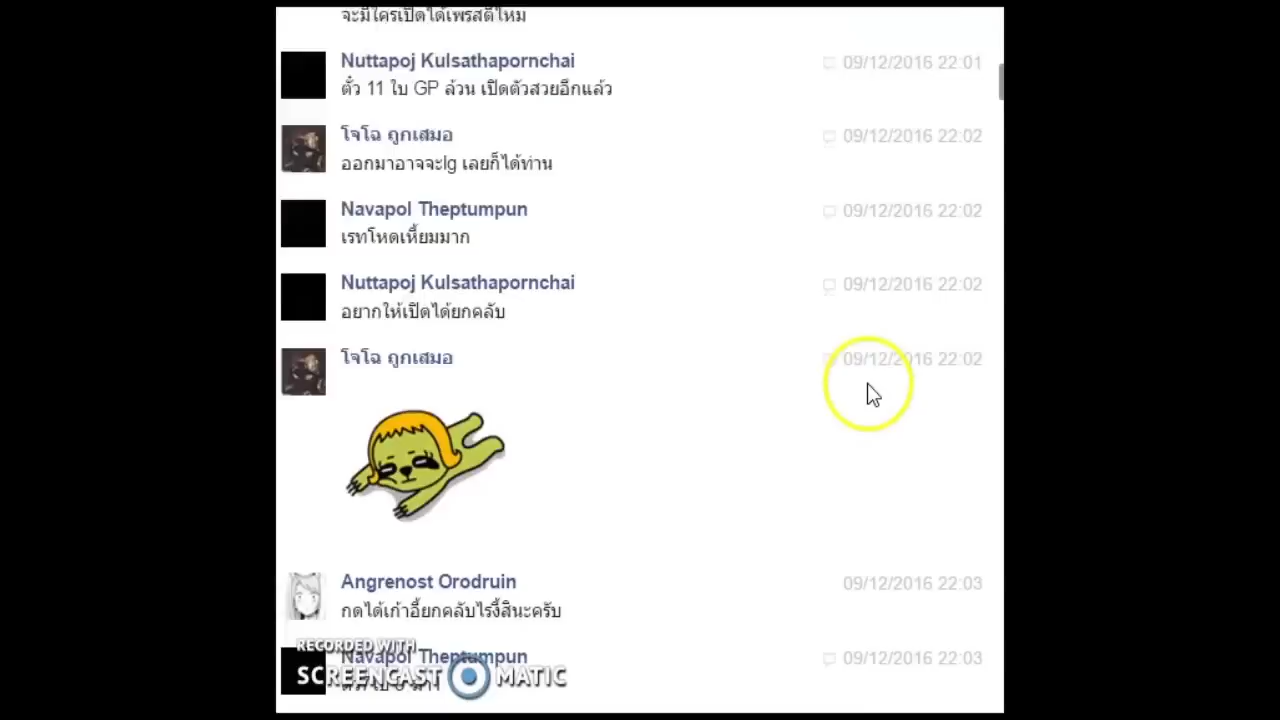 จะมีใครเปิดได้เพรสตีไหม
Nuttapoj Kulsathapornchai 09/12/2016 22:01
ตั๋ว 11 ใบ GP ล้วน เปิดตัวสวยอีกแล้ว
โจโฉ ถูกเสมอ 09/12/2016 22:02
ออกมาอาจจะlg เลยก็ได้ท่าน
Navapol Theptumpun 09/12/2016 22:02
เรทโหดเหี้ยมมาก
Nuttapoj Kulsathapornchai 09/12/2016 22:02
อยากให้เปิดได้ยกคลับ
โจโฉ ถูกเสมอ 09/12/2016 22:02
Angrenost Orodruin 09/12/2016 22:03
กดได้เก้าอี้ยกคลับไรงี้สินะครับ
RECORDED WITH
Navapol Theptumpun 09/12/2016 22:03
SCREENCAST MATIC